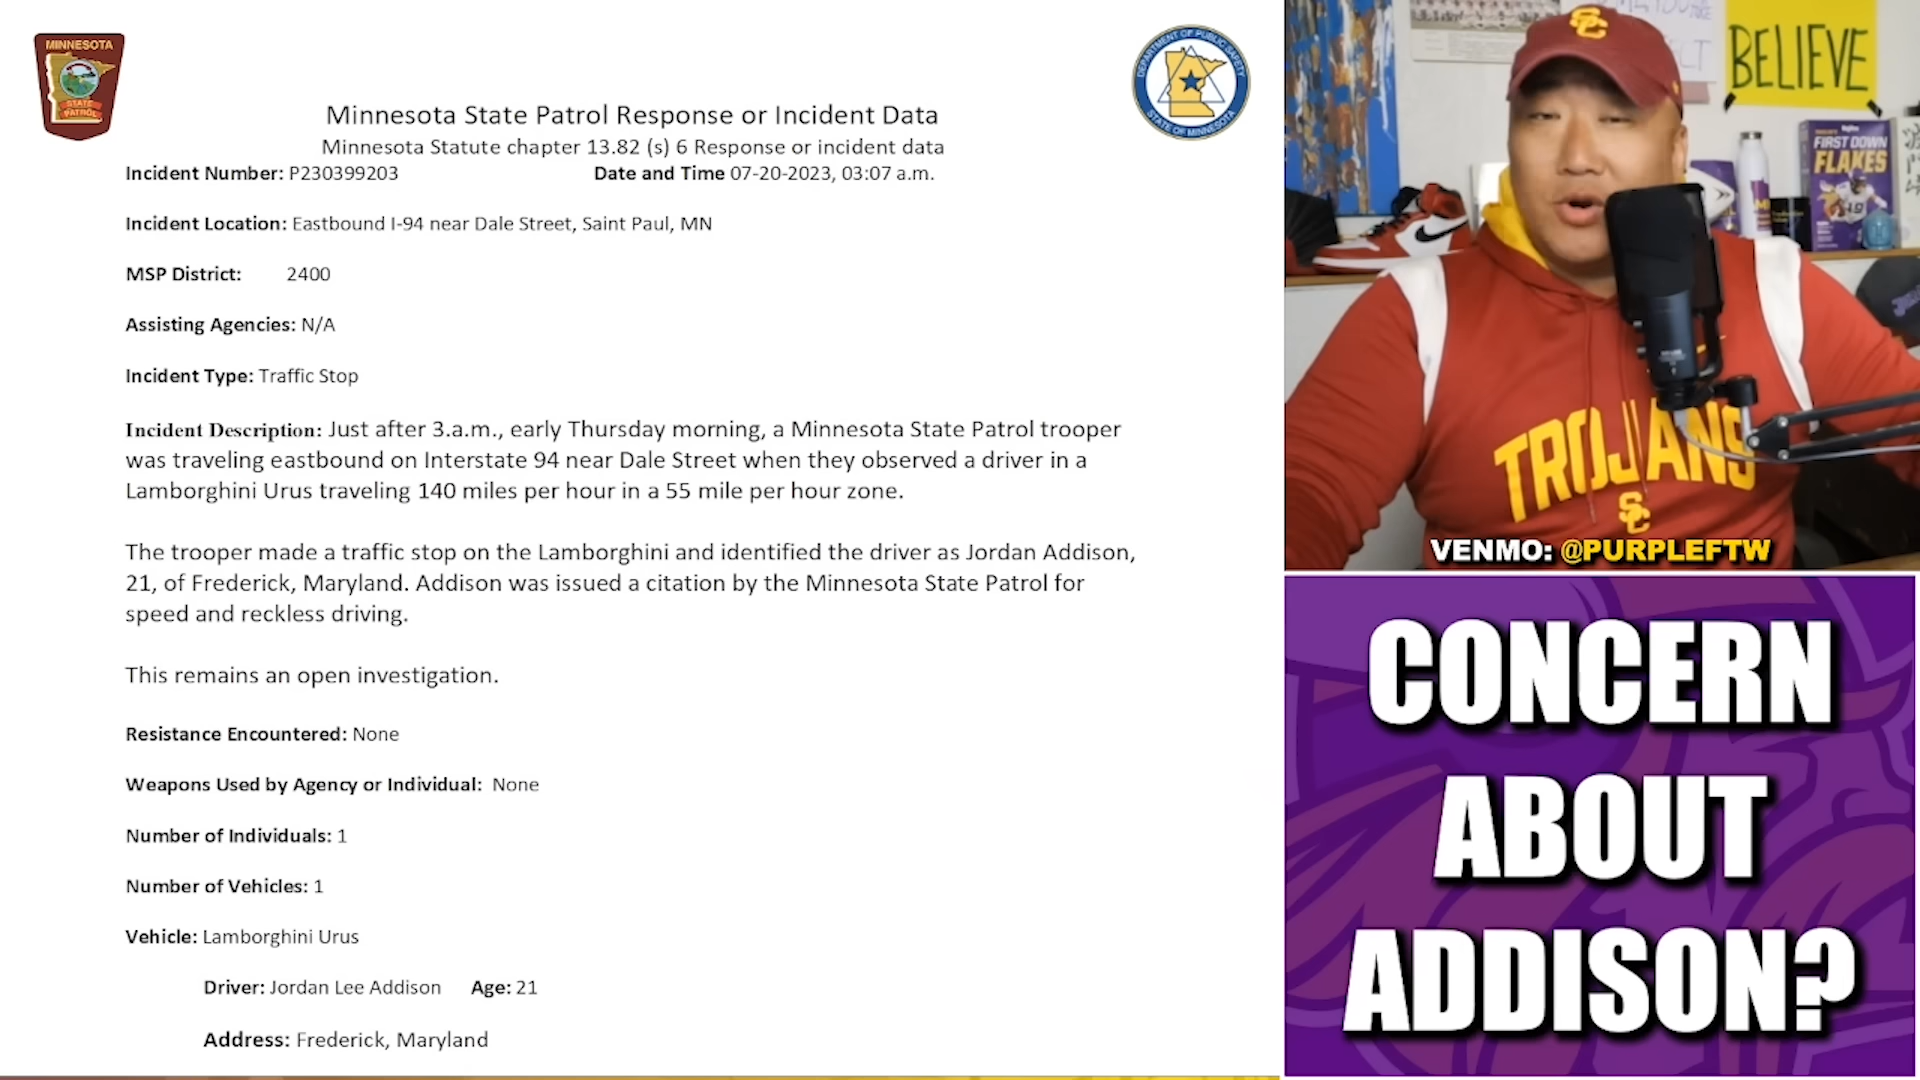 MINNESOTA
STATE
PATROL
DEPARTMENT OF PUBLIC SAFETY
STATE OF MINNESOTA
Minnesota State Patrol Response or Incident Data
Minnesota Statute chapter 13.82 (s) 6 Response or incident data
Incident Number: P230399203 Date and Time 07-20-2023, 03:07 a.m.
Incident Location: Eastbound I-94 near Dale Street, Saint Paul, MN
MSP District: 2400
Assisting Agencies: N/A
Incident Type: Traffic Stop
Incident Description: Just after 3.a.m., early Thursday morning, a Minnesota State Patrol trooper
was traveling eastbound on Interstate 94 near Dale Street when they observed a driver in a
Lamborghini Urus traveling 140 miles per hour in a 55 mile per hour zone.
The trooper made a traffic stop on the Lamborghini and identified the driver as Jordan Addison,
21, of Frederick, Maryland. Addison was issued a citation by the Minnesota State Patrol for
speed and reckless driving.
This remains an open investigation.
Resistance Encountered: None
Weapons Used by Agency or Individual: None
Number of Individuals: 1
Number of Vehicles: 1
Vehicle: Lamborghini Urus
Driver: Jordan Lee Addison Age: 21
Address: Frederick, Maryland
SC
BELIEVE
FIRST DOWN
FLAKES
TROJANS
SC
VENMO: @PURPLEFTW
CONCERN
ABOUT
ADDISON?